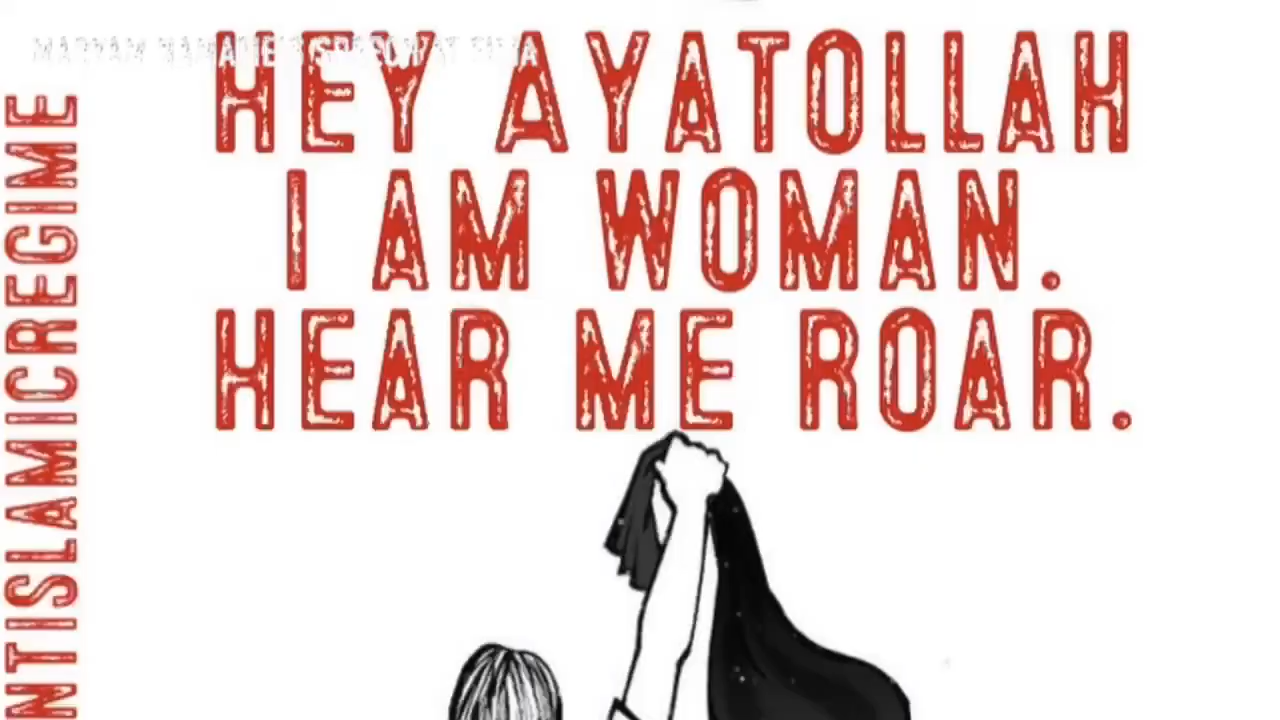 HEY AYATOLLAH
I AM WOMAN.
HEAR ME ROAR.
NTISLAMICREGIME